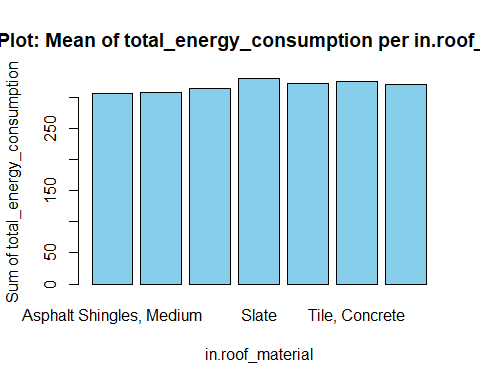 Plot: Mean of total_energy_consumption per in.roof_
Sum of total_energy_consumption
250
150
50
0
Asphalt Shingles, Medium Slate Tile, Concrete
in.roof_material